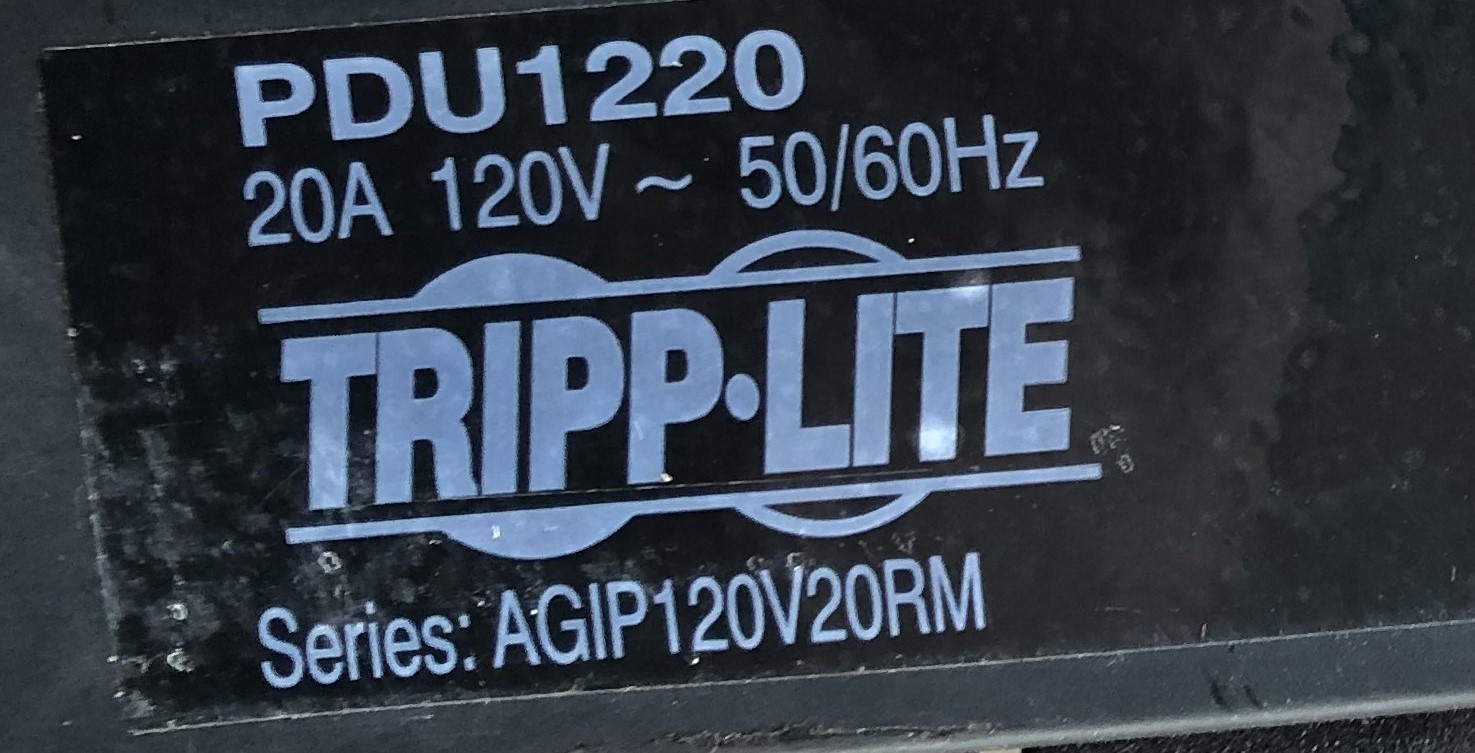 PDU1220
20A 120V ~ 50/60Hz
TRIPP•LITE
Series: AGIP120V20RM